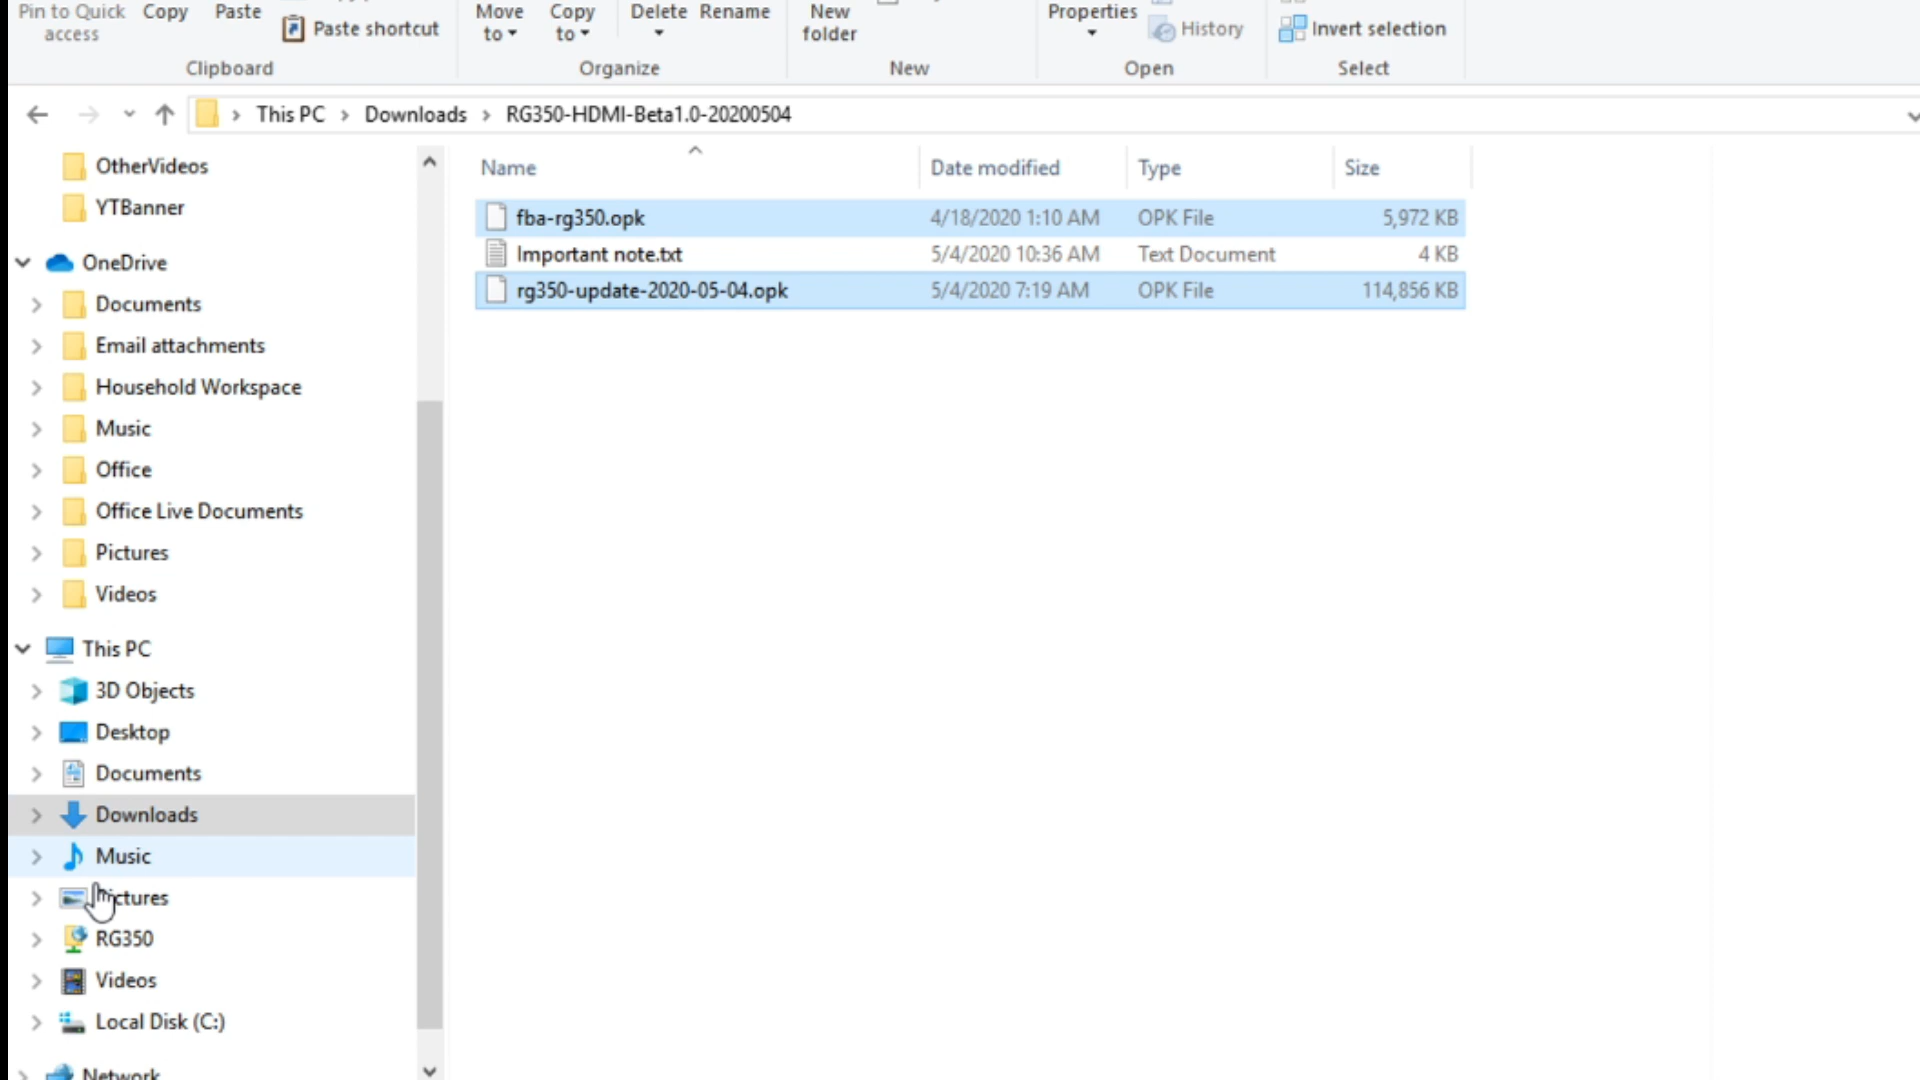 Pin to Quick access
Copy
Paste
Paste shortcut
Move to
Copy to
Delete
Rename
New folder
Properties
History
Invert selection
Clipboard
Organize
New
Open
Select
This PC
Downloads
RG350-HDMI-Beta1.0-20200504
Name
Date modified
Type
Size
fba-rg350.opk 4/18/2020 1:10 AM OPK File 5,972 KB
Important note.txt 5/4/2020 10:36 AM Text Document 4 KB
rg350-update-2020-05-04.opk 5/4/2020 7:19 AM OPK File 114,856 KB
OtherVideos
YTBanner
OneDrive
Documents
Email attachments
Household Workspace
Music
Office
Office Live Documents
Pictures
Videos
This PC
3D Objects
Desktop
Documents
Downloads
Music
Pictures
RG350
Videos
Local Disk (C:)
Network